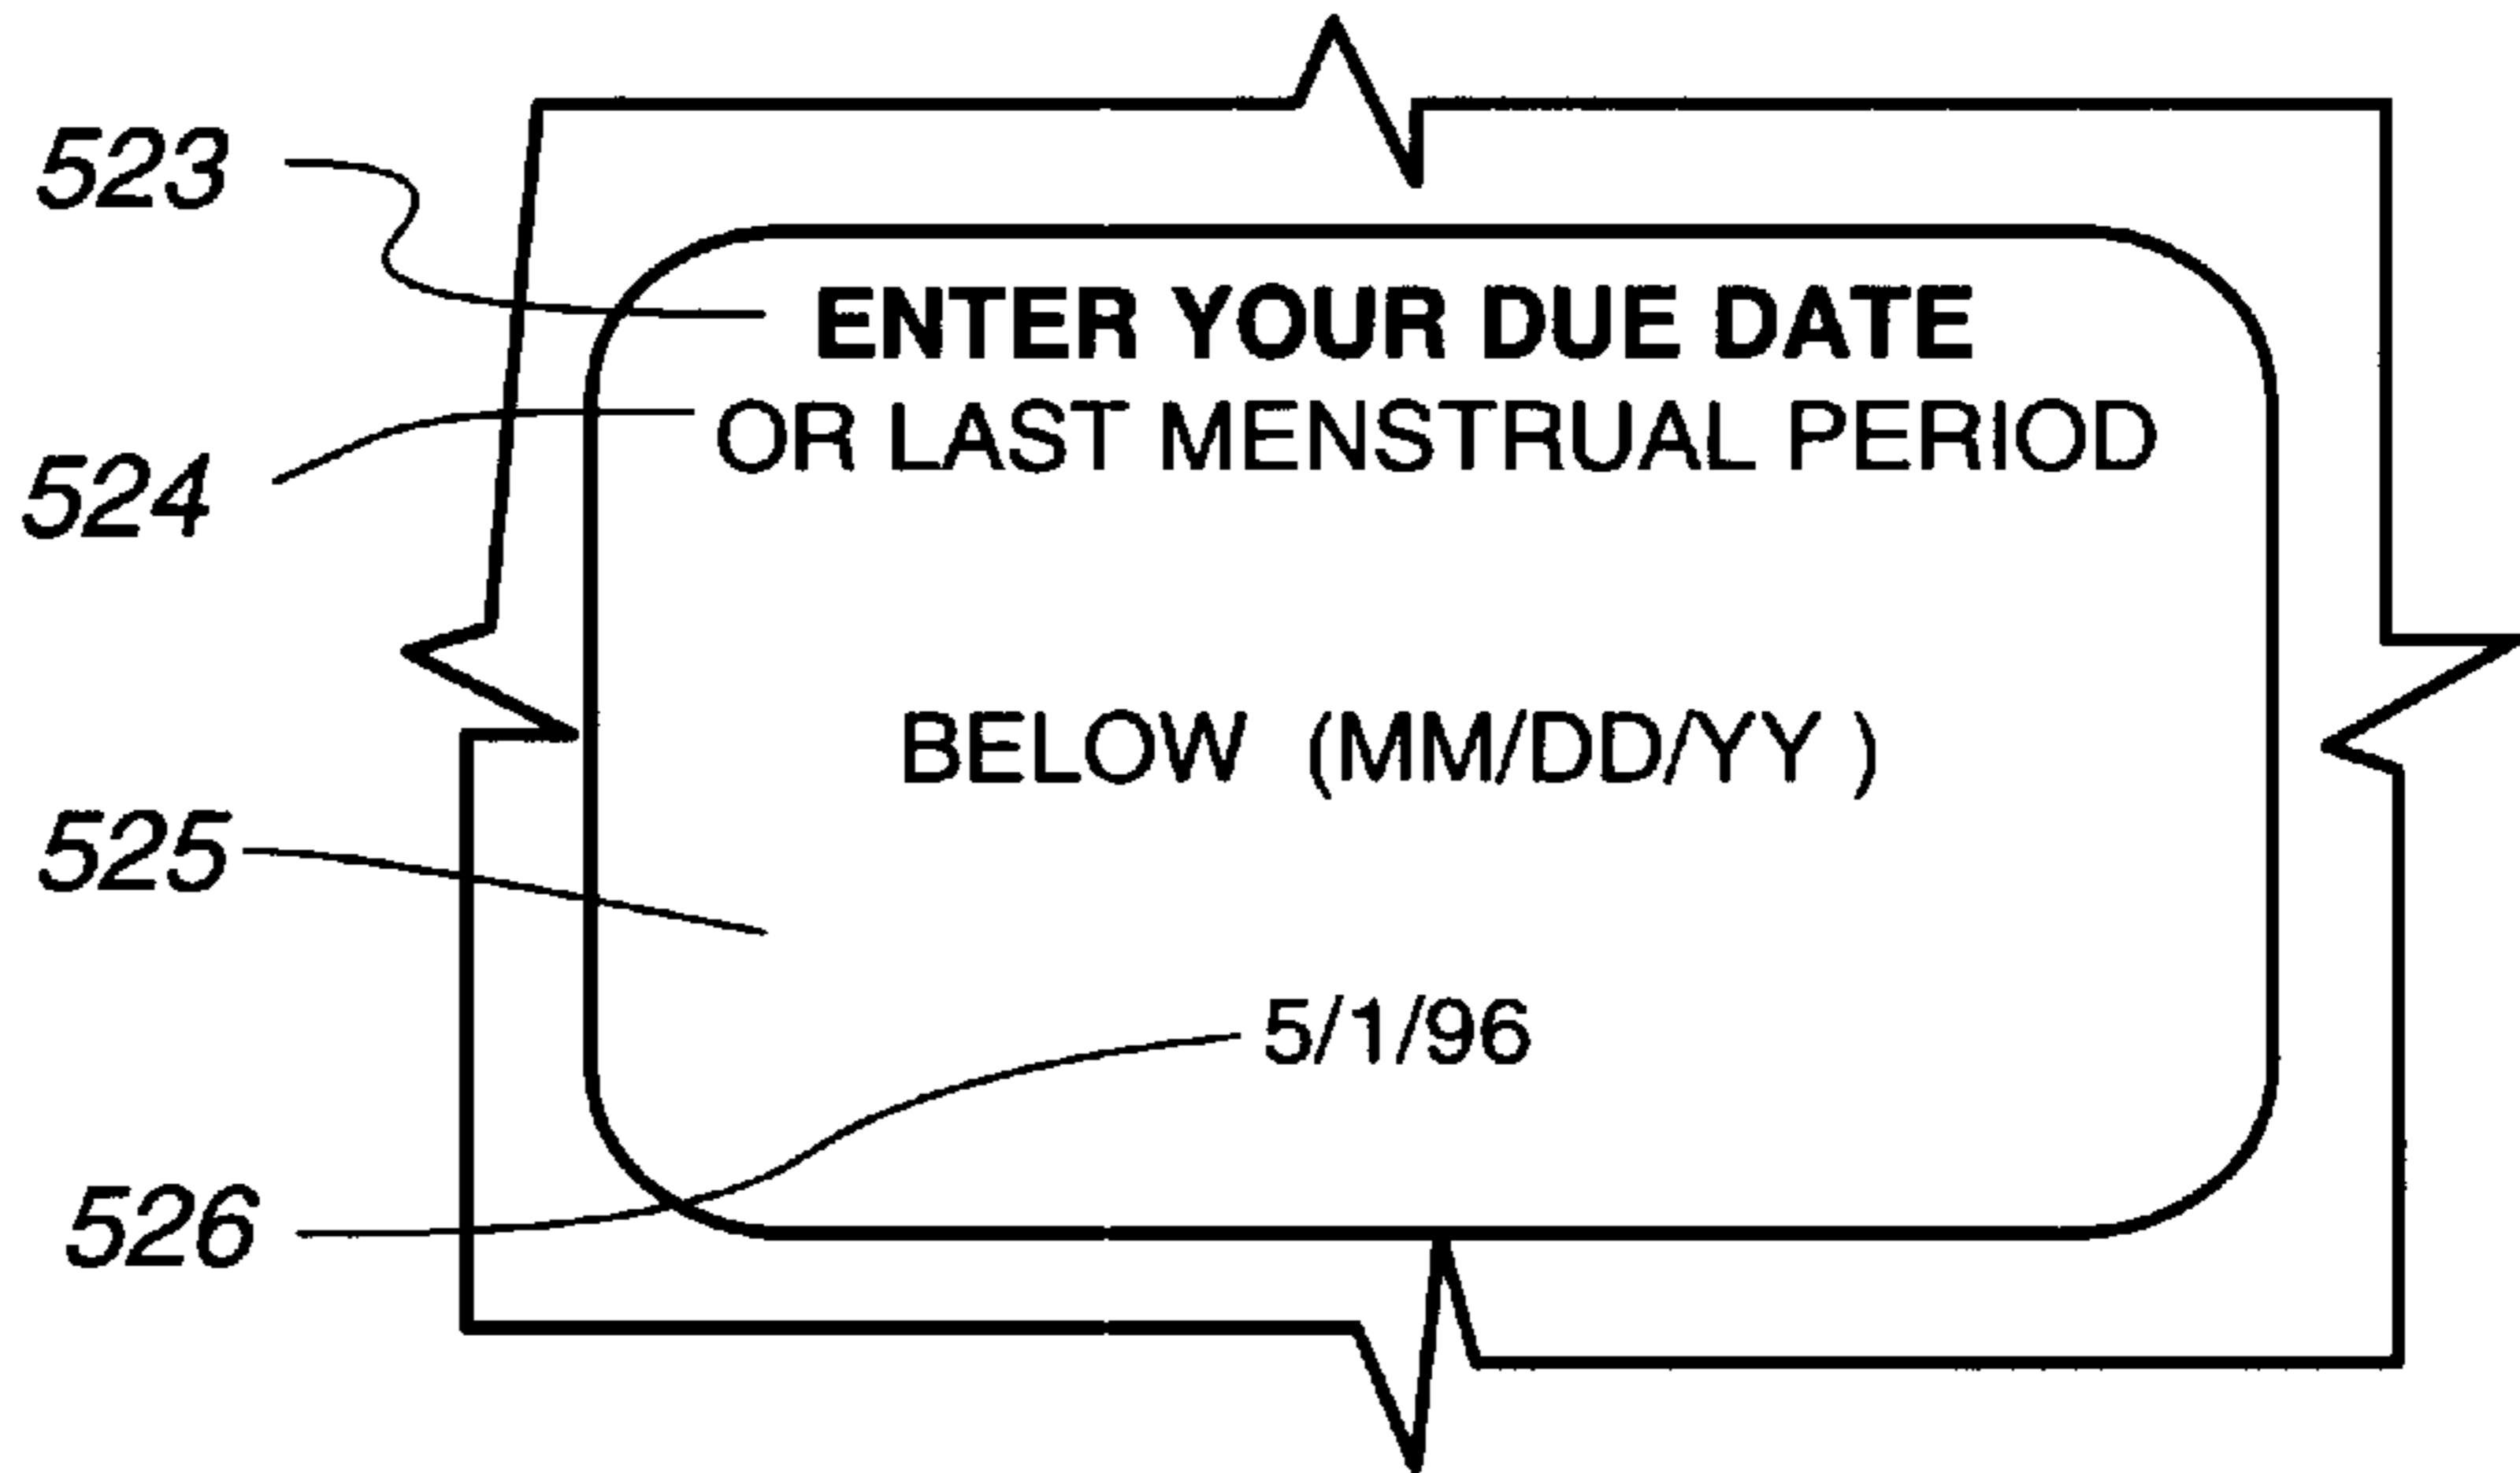 523
ENTER YOUR DUE DATE
524
OR LAST MENSTRUAL PERIOD
BELOW (MM/DD/YY )
525
5/1/96
526